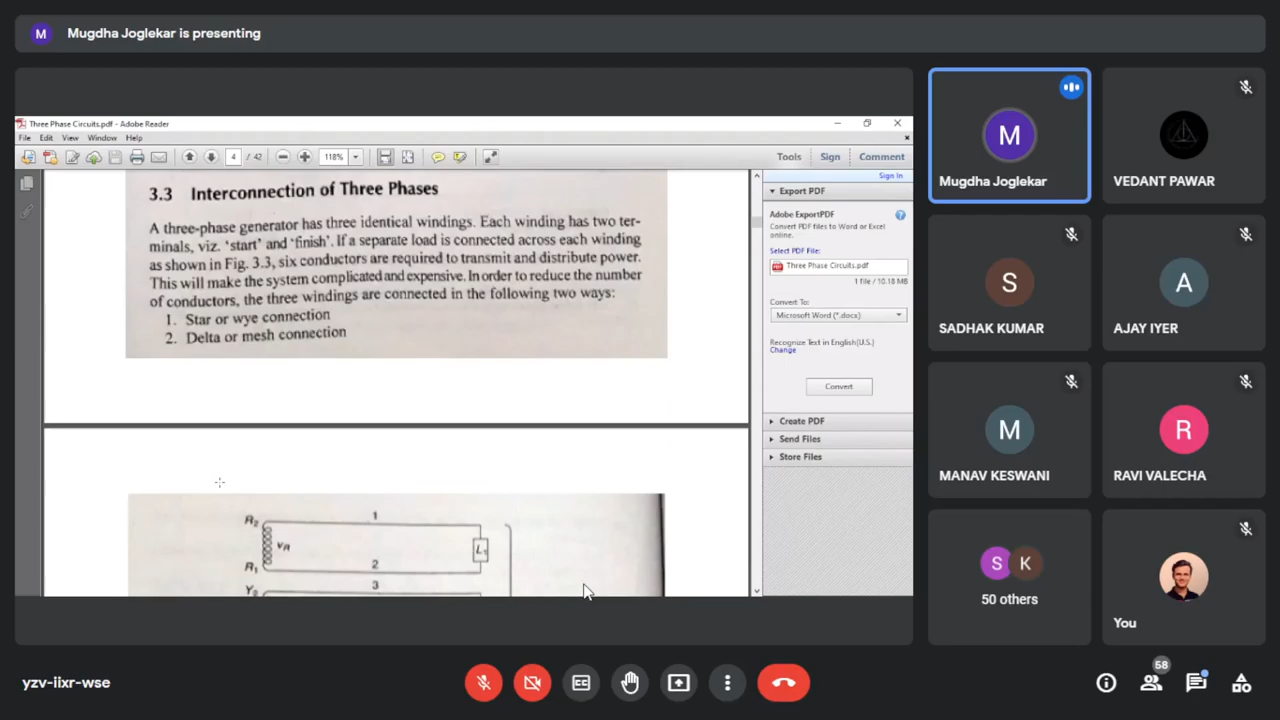 M Mugdha Joglekar is presenting
Three Phase Circuits.pdf - Adobe Reader
File Edit View Window Help
4 / 42 118% Tools Sign Comment
3.3 Interconnection of Three Phases
A three-phase generator has three identical windings. Each winding has two ter-
minals, viz. 'start' and 'finish'. If a separate load is connected across each winding
as shown in Fig. 3.3, six conductors are required to transmit and distribute power.
This will make the system complicated and expensive. In order to reduce the number
of conductors, the three windings are connected in the following two ways:
1. Star or wye connection
2. Delta or mesh connection
R₂ 1
vR L₁
R₁ 2
Y₂ 3
Sign In
Export PDF
Adobe ExportPDF
Convert PDF files to Word or Excel
online.
Select PDF File:
Three Phase Circuits.pdf
1 file / 10.18 MB
Convert To:
Microsoft Word (*.docx)
Recognize Text in English(U.S.)
Change
Convert
Create PDF
Send Files
Store Files
M
Mugdha Joglekar
VEDANT PAWAR
S
SADHAK KUMAR
A
AJAY IYER
M
MANAV KESWANI
R
RAVI VALECHA
S K
50 others
You
yzv-iixr-wse
CC
58